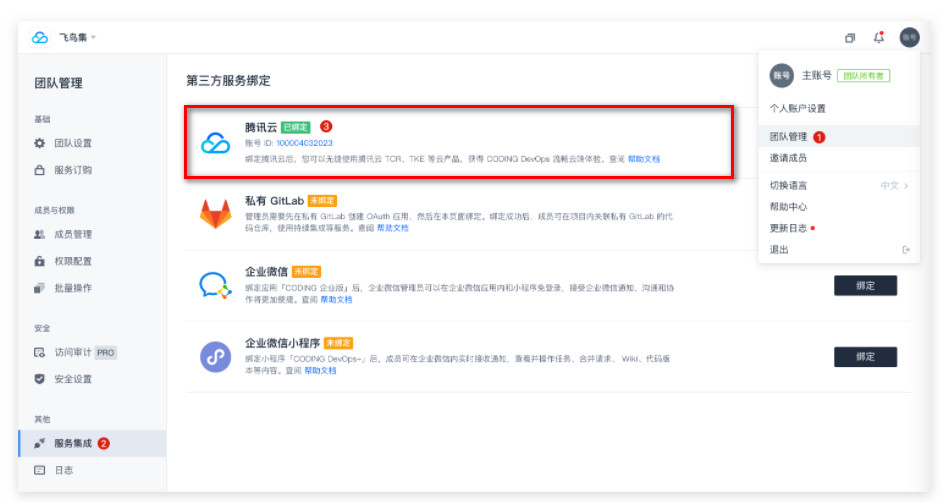 飞鸟集
账号
团队管理
基础
团队设置
服务订购
成员与权限
成员管理
权限配置
批量操作
安全
访问审计 PRO
安全设置
其他
服务集成 2
日志
第三方服务绑定
腾讯云 已绑定 3
账号 ID: 100004032023
绑定腾讯云后，您可以无缝使用腾讯云 TCR、TKE 等云产品，获得 CODING DevOps 流畅云端体验。查阅 帮助文档
私有 GitLab 未绑定
管理员需要先在私有 GitLab 创建 OAuth 应用，然后在本页面绑定。绑定成功后，成员可在项目内关联私有 GitLab 的代
码仓库，使用持续集成等服务。查阅 帮助文档
企业微信 未绑定
绑定应用「CODING 企业版」后，企业微信管理员可以在企业微信应用内和小程序免登录，接受企业微信通知，沟通和协
作将更加便捷。查阅 帮助文档
绑定
企业微信小程序 未绑定
绑定小程序「CODING DevOps+」后，成员可在企业微信内实时接收通知，查看并操作任务、合并请求、 Wiki、代码版
本等内容。查阅 帮助文档
绑定
账号 主账号 团队所有者
个人账户设置
团队管理 1
邀请成员
切换语言 中文
帮助中心
更新日志
退出